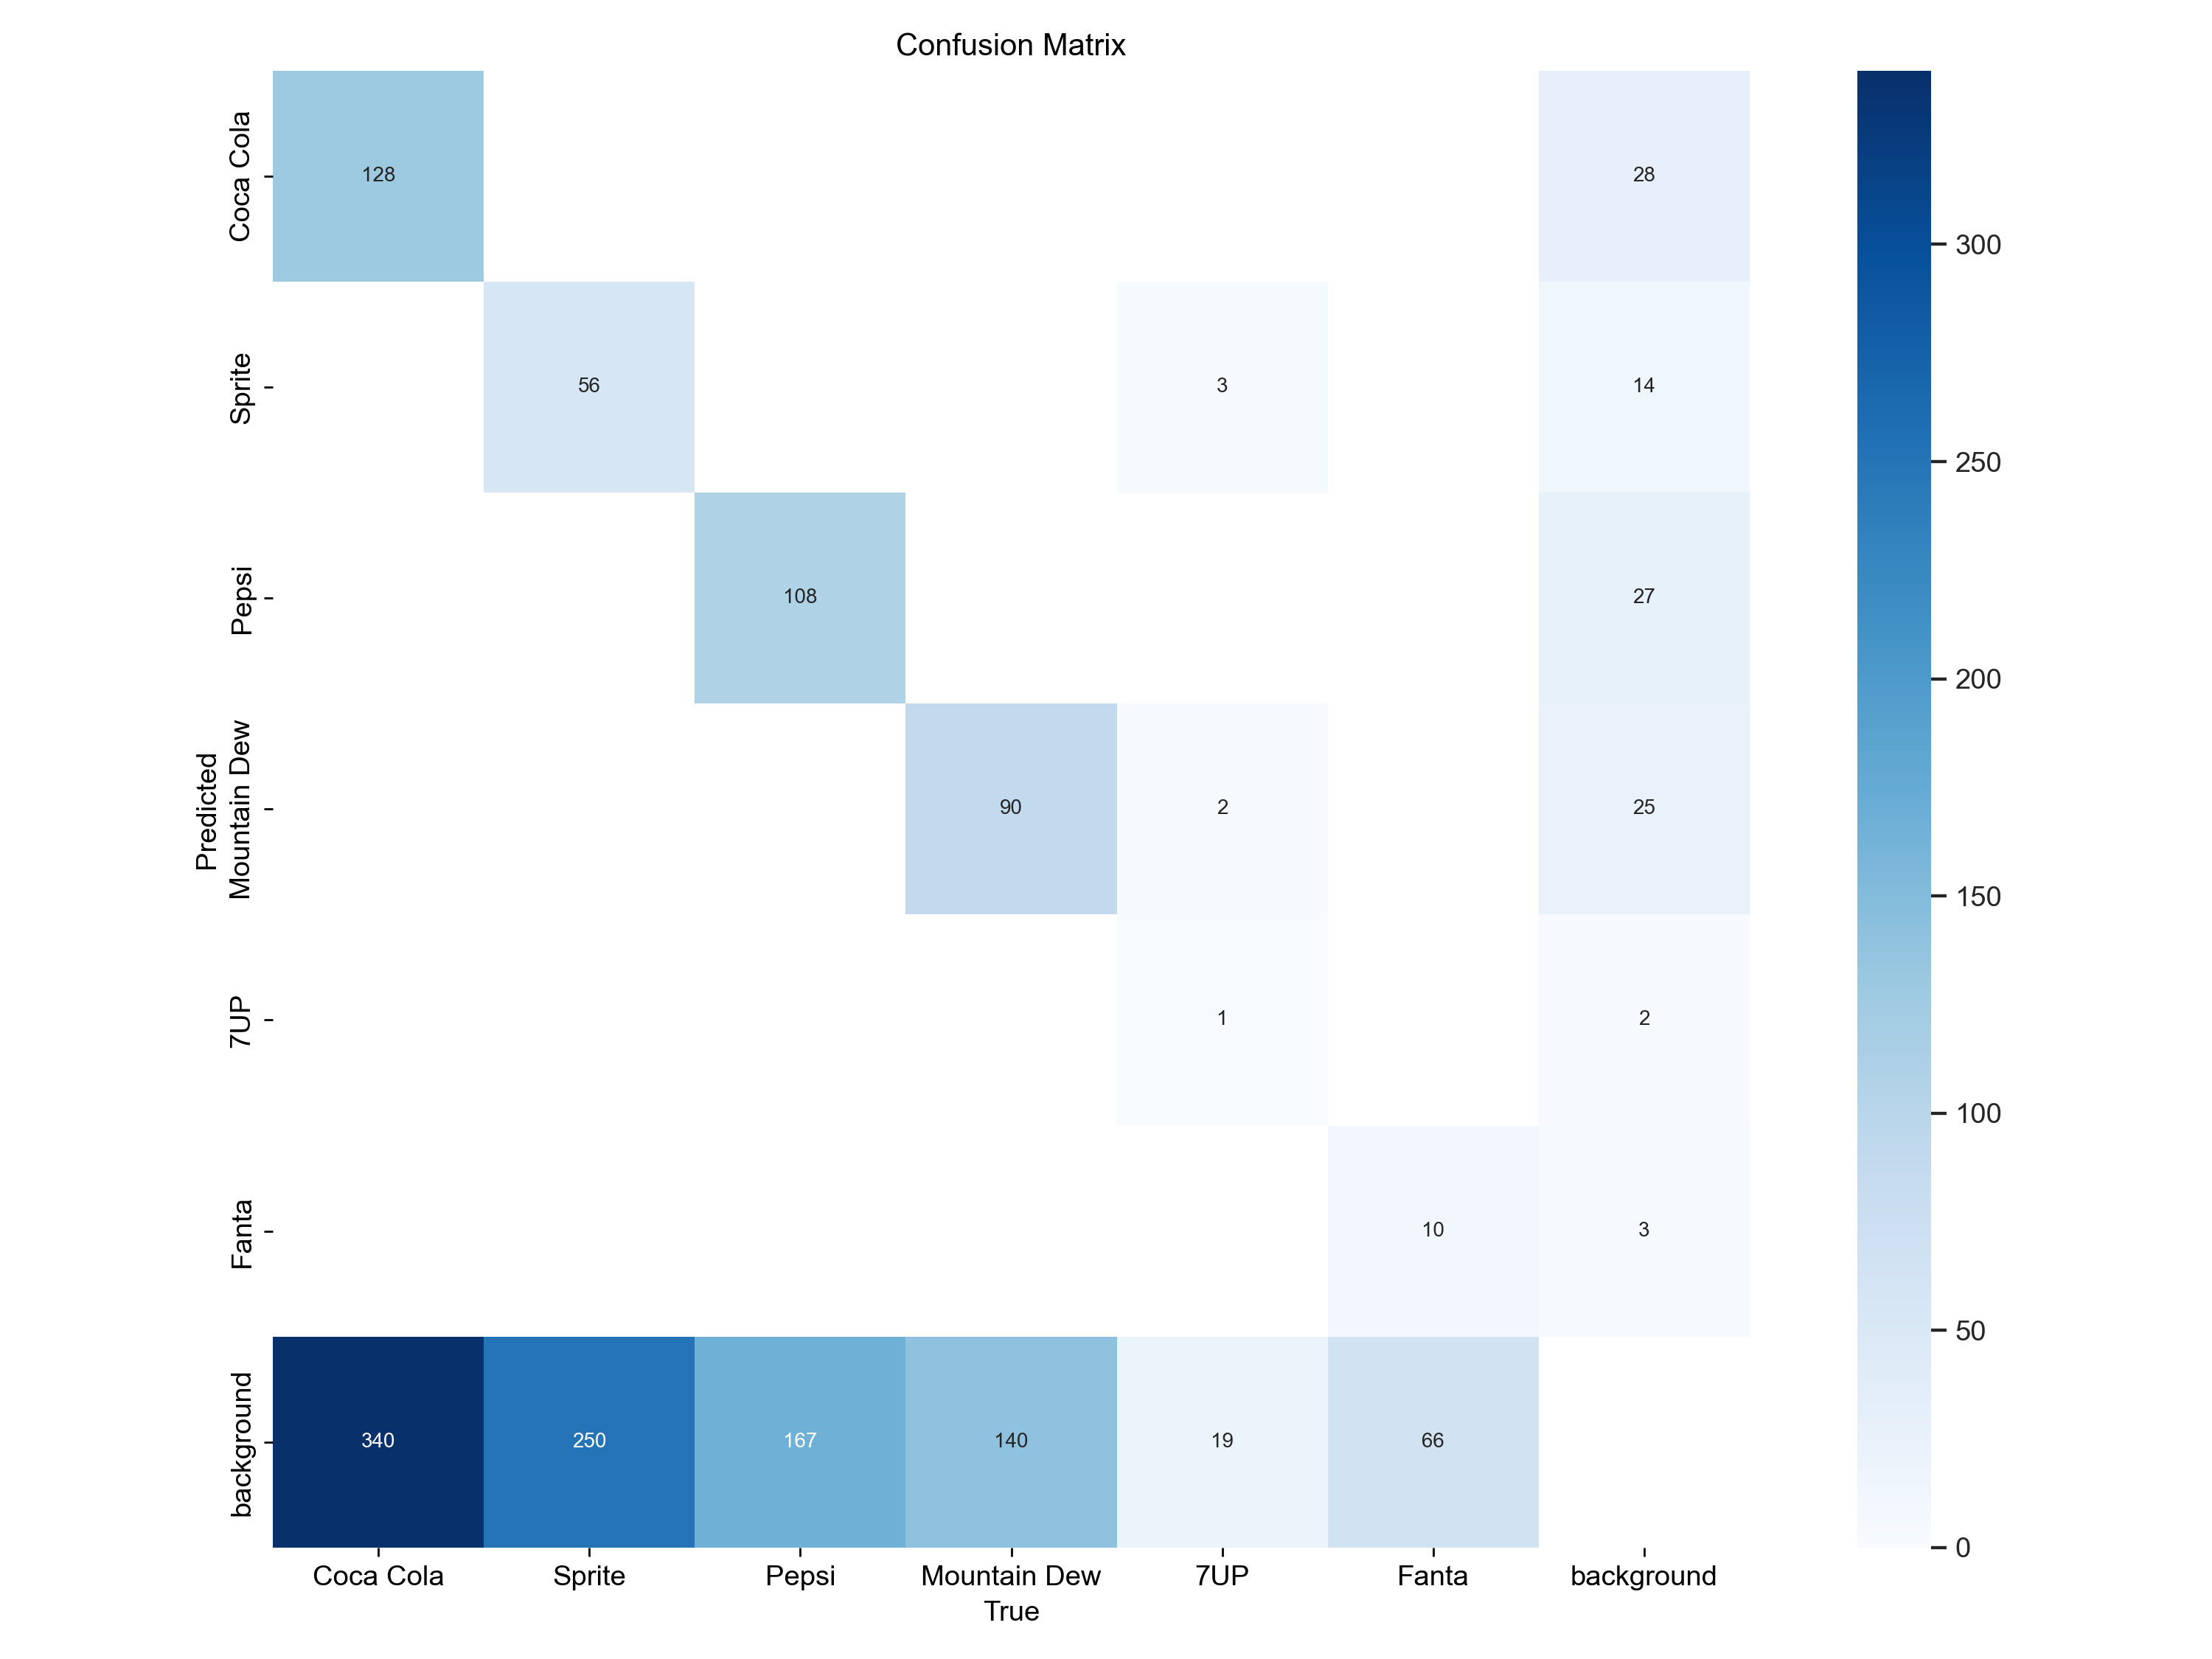 Confusion Matrix
Coca Cola
128
28
Sprite
56
3
14
Pepsi
108
27
Predicted
Mountain Dew
90
2
25
7UP
1
2
Fanta
10
3
background
340
250
167
140
19
66
Coca Cola
Sprite
Pepsi
Mountain Dew
7UP
Fanta
background
True
300
250
200
150
100
50
0